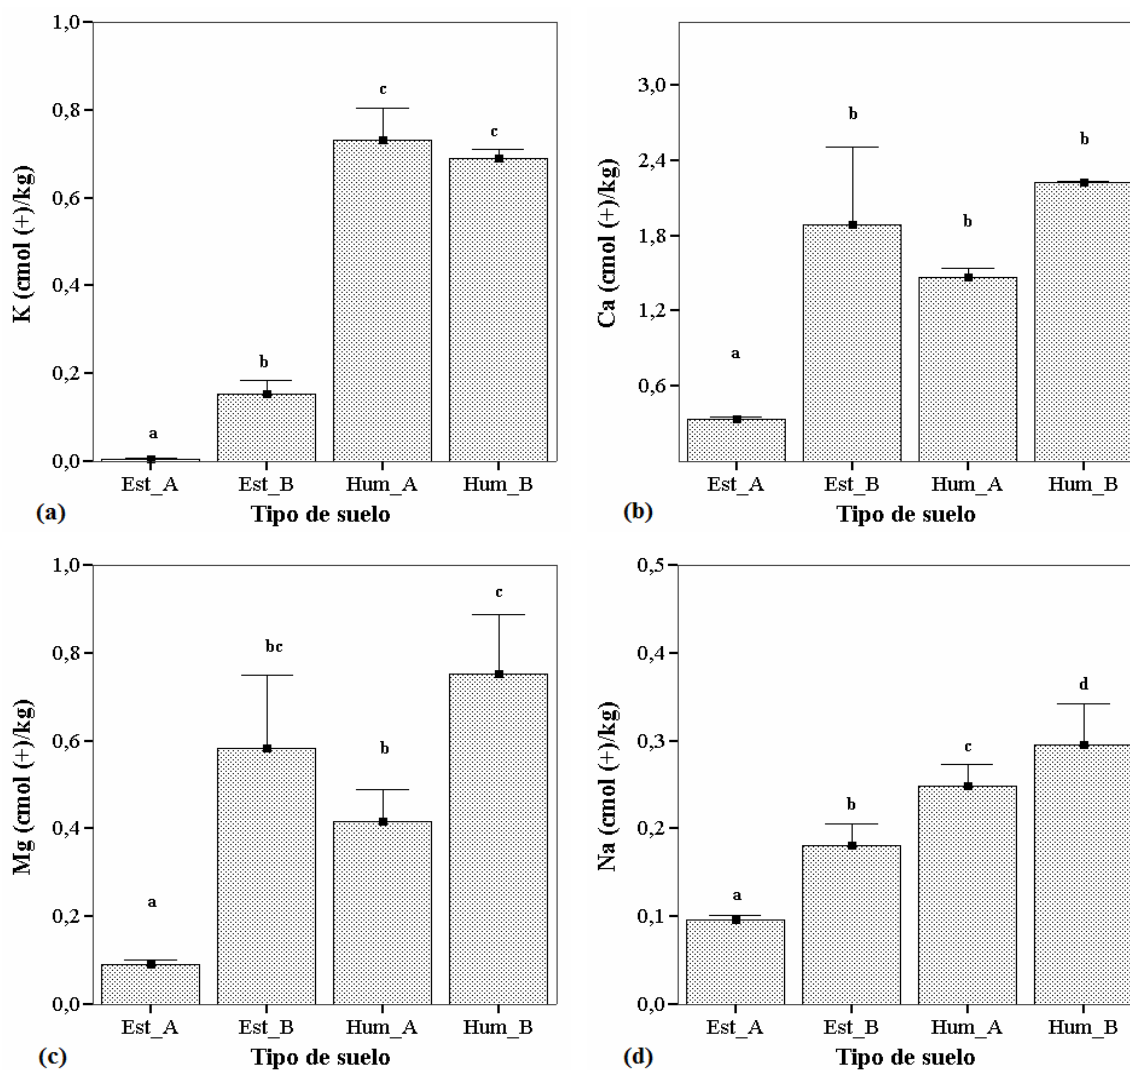 K (cmol (+)/kg)
1,0
0,8
0,6
0,4
0,2
0,0
a
b
c
c
Est_A Est_B Hum_A Hum_B
(a) Tipo de suelo
Ca (cmol (+)/kg)
3,0
2,4
1,8
1,2
0,6
a
b
b
b
Est_A Est_B Hum_A Hum_B
(b) Tipo de suelo
Mg (cmol (+)/kg)
1,0
0,8
0,6
0,4
0,2
0,0
a
bc
b
c
Est_A Est_B Hum_A Hum_B
(c) Tipo de suelo
Na (cmol (+)/kg)
0,5
0,4
0,3
0,2
0,1
0,0
a
b
c
d
Est_A Est_B Hum_A Hum_B
(d) Tipo de suelo